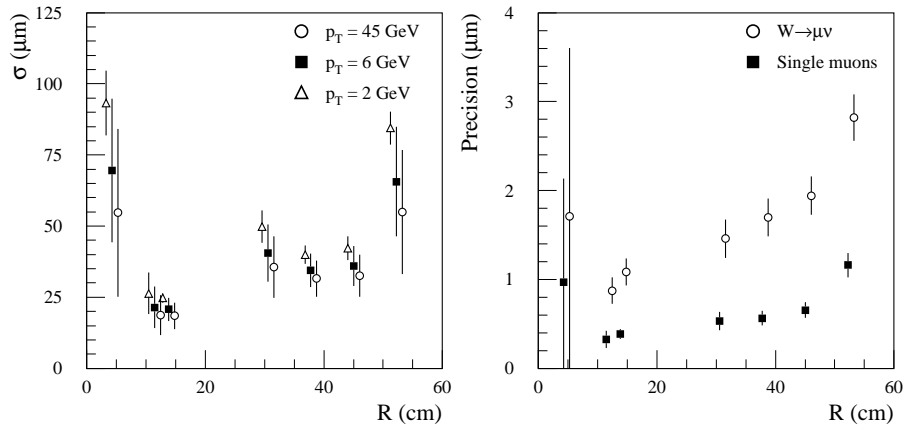 σ (μm)
125
100
75
50
25
0
0 20 40 60
R (cm)
p_T = 45 GeV
p_T = 6 GeV
p_T = 2 GeV
Precision (μm)
4
3
2
1
0
0 20 40 60
R (cm)
W→μν
Single muons